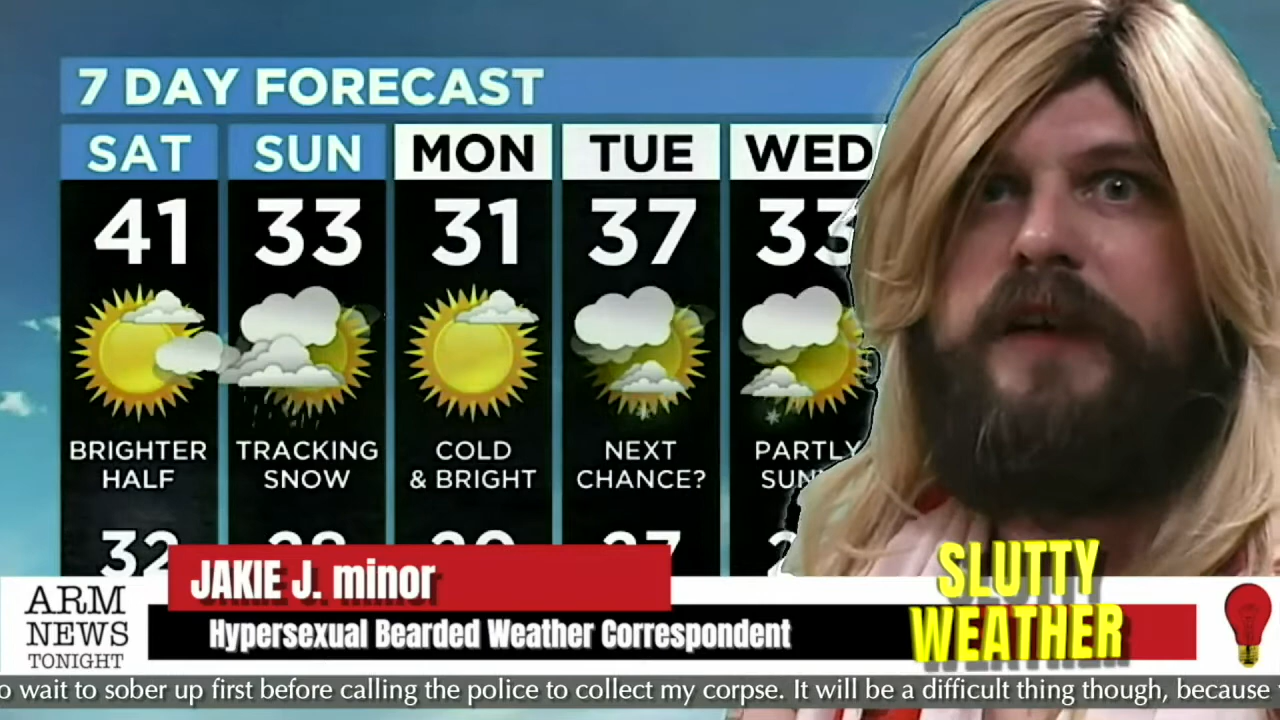 7 DAY FORECAST
SAT SUN MON TUE WED
41 33 31 37 33
BRIGHTER TRACKING COLD NEXT PARTLY
HALF SNOW & BRIGHT CHANCE?
32
JAKIE J. minor
Hypersexual Bearded Weather Correspondent
SLUTTY
WEATHER
ARM
NEWS
TONIGHT
wait to sober up first before calling the police to collect my corpse. It will be a difficult thing though, because